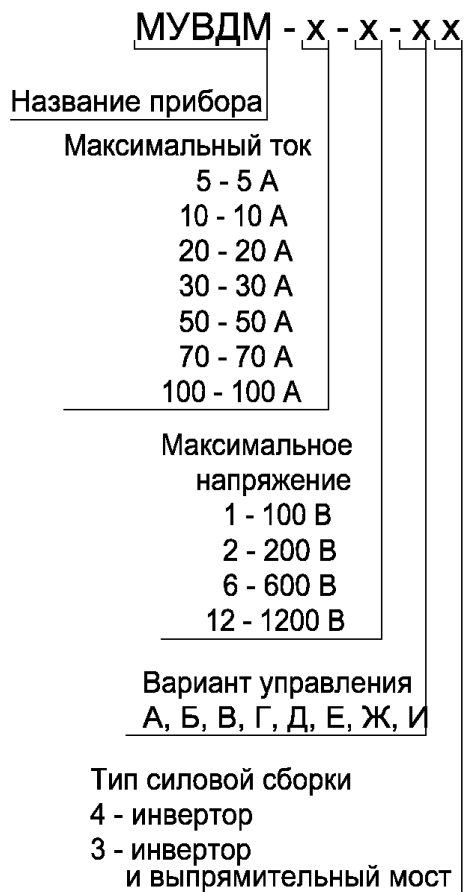 МУВДМ - х - х - х х
Название прибора
Максимальный ток
5 - 5 А
10 - 10 А
20 - 20 А
30 - 30 А
50 - 50 А
70 - 70 А
100 - 100 А
Максимальное
напряжение
1 - 100 В
2 - 200 В
6 - 600 В
12 - 1200 В
Вариант управления
А, Б, В, Г, Д, Е, Ж, И
Тип силовой сборки
4 - инвертор
3 - инвертор
и выпрямительный мост